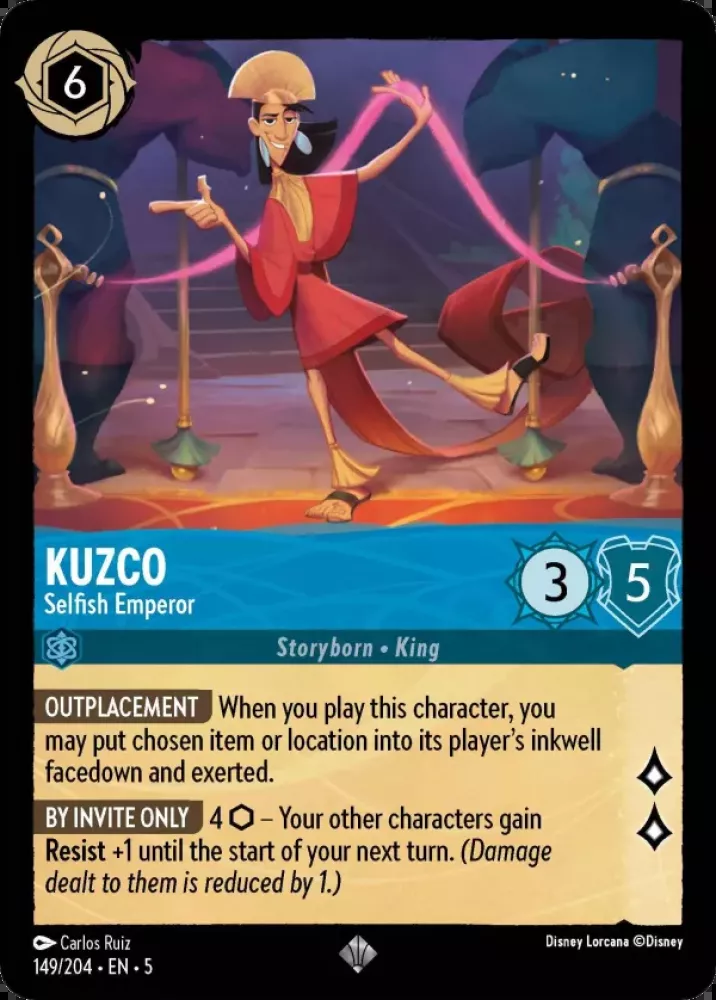 6
KUZCO
Selfish Emperor
3
5
Storyborn • King
OUTPLACEMENT When you play this character, you
may put chosen item or location into its player's inkwell
facedown and exerted.
BY INVITE ONLY 4 ⬡ – Your other characters gain
Resist +1 until the start of your next turn. (Damage
dealt to them is reduced by 1.)
Carlos Ruiz
Disney Lorcana ©Disney
149/204 • EN • 5